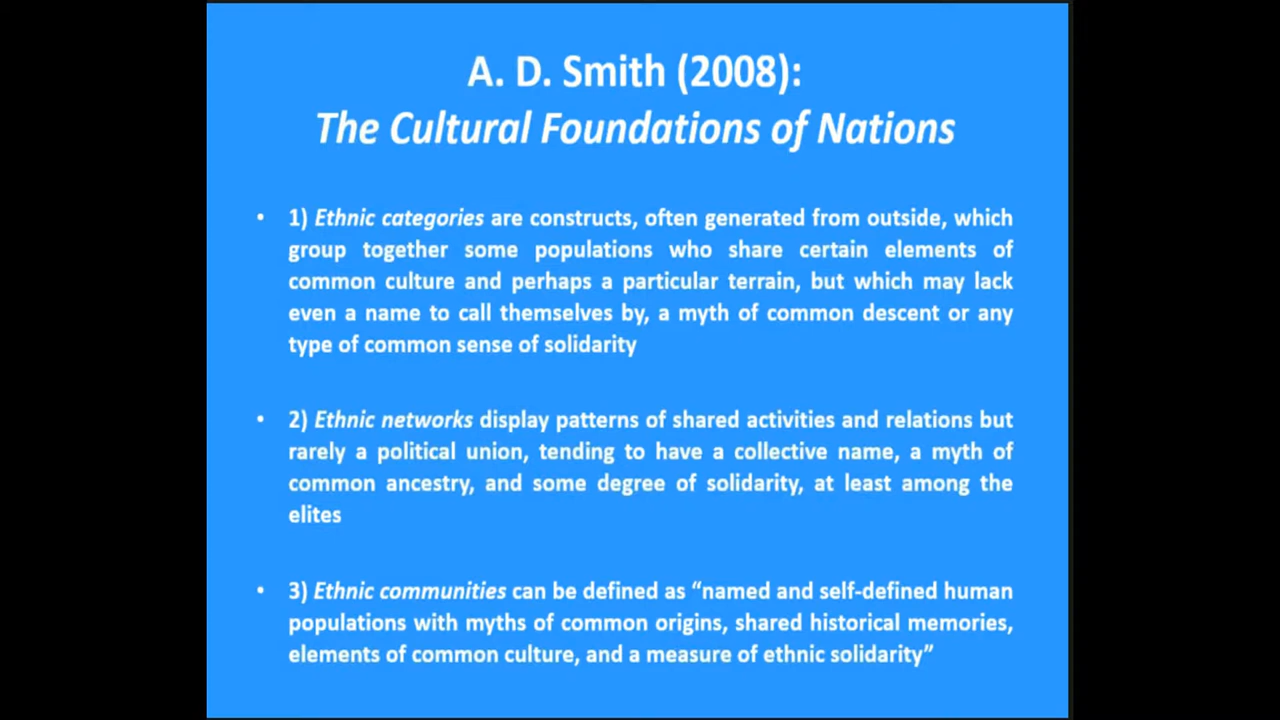 A. D. Smith (2008):
The Cultural Foundations of Nations
• 1) Ethnic categories are constructs, often generated from outside, which
group together some populations who share certain elements of
common culture and perhaps a particular terrain, but which may lack
even a name to call themselves by, a myth of common descent or any
type of common sense of solidarity
• 2) Ethnic networks display patterns of shared activities and relations but
rarely a political union, tending to have a collective name, a myth of
common ancestry, and some degree of solidarity, at least among the
elites
• 3) Ethnic communities can be defined as “named and self-defined human
populations with myths of common origins, shared historical memories,
elements of common culture, and a measure of ethnic solidarity”